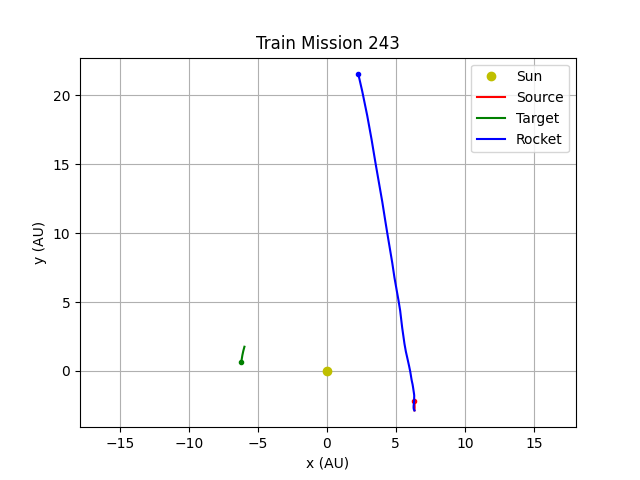 Train Mission 243
Sun
Source
Target
Rocket
20
15
10
5
0
−15
−10
−5
0
5
10
15
x (AU)
y (AU)